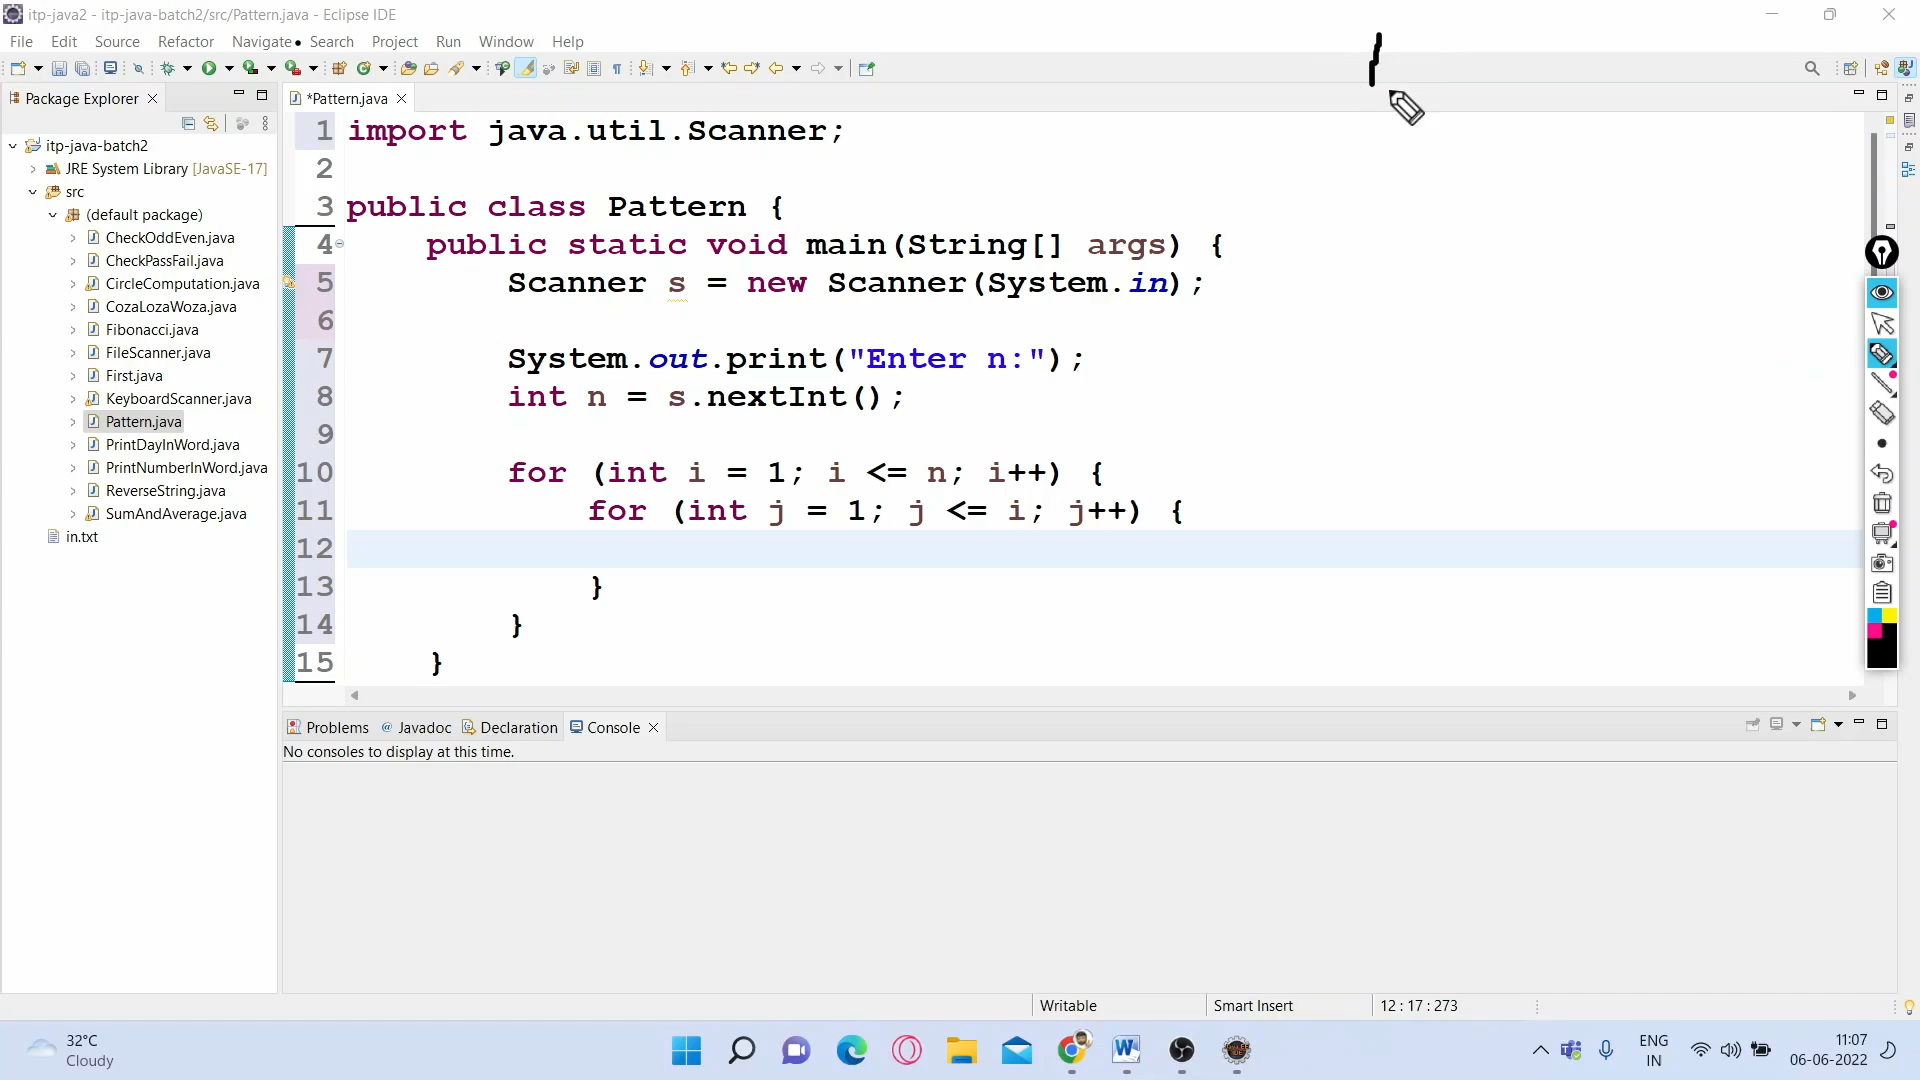 itp-java2 - itp-java-batch2/src/Pattern.java - Eclipse IDE
File Edit Source Refactor Navigate Search Project Run Window Help
Package Explorer
*Pattern.java
itp-java-batch2
JRE System Library [JavaSE-17]
src
(default package)
CheckOddEven.java
CheckPassFail.java
CircleComputation.java
CozaLozaWoza.java
Fibonacci.java
FileScanner.java
First.java
KeyboardScanner.java
Pattern.java
PrintDayInWord.java
PrintNumberInWord.java
ReverseString.java
SumAndAverage.java
in.txt
1 import java.util.Scanner;
2
3 public class Pattern {
4 public static void main(String[] args) {
5 Scanner s = new Scanner(System.in);
6
7 System.out.print("Enter n:");
8 int n = s.nextInt();
9
10 for (int i = 1; i <= n; i++) {
11 for (int j = 1; j <= i; j++) {
12
13 }
14 }
15 }
Problems Javadoc Declaration Console
No consoles to display at this time.
Writable Smart Insert 12 : 17 : 273
32°C
Cloudy
ENG
IN
11:07
06-06-2022